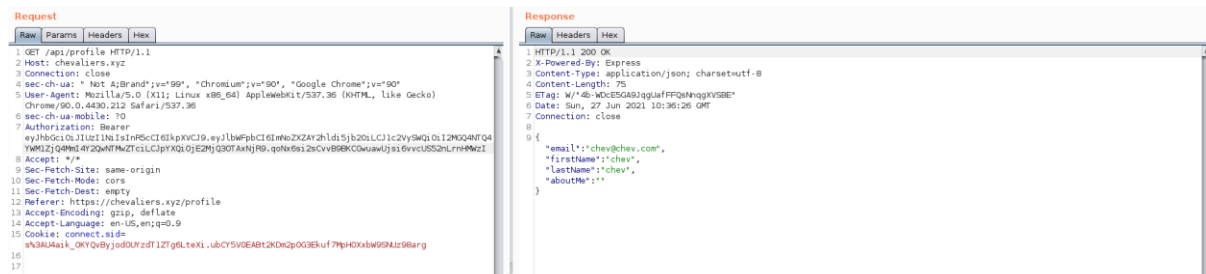 Request
Raw Params Headers Hex
1 GET /api/profile HTTP/1.1
2 Host: chevaliers.xyz
3 Connection: close
4 sec-ch-ua: " Not A;Brand";v="99", "Chromium";v="90", "Google Chrome";v="90"
5 User-Agent: Mozilla/5.0 (X11; Linux x86_64) AppleWebKit/537.36 (KHTML, like Gecko)
Chrome/90.0.4430.212 Safari/537.36
6 sec-ch-ua-mobile: ?0
7 Authorization: Bearer
8 Accept: */*
9 Sec-Fetch-Site: same-origin
10 Sec-Fetch-Mode: cors
11 Sec-Fetch-Dest: empty
12 Referer: https://chevaliers.xyz/profile
13 Accept-Encoding: gzip, deflate
14 Accept-Language: en-US,en;q=0.9
15 Cookie: connect.sid=
16
17
Response
Raw Headers Hex
1 HTTP/1.1 200 OK
2 X-Powered-By: Express
3 Content-Type: application/json; charset=utf-8
4 Content-Length: 75
5 ETag:
6 Date: Sun, 27 Jun 2021 10:36:26 GMT
7 Connection: close
8
9 {
"email":"chev@chev.com",
"firstName":"chev",
"lastName":"chev",
"aboutMe":""
}